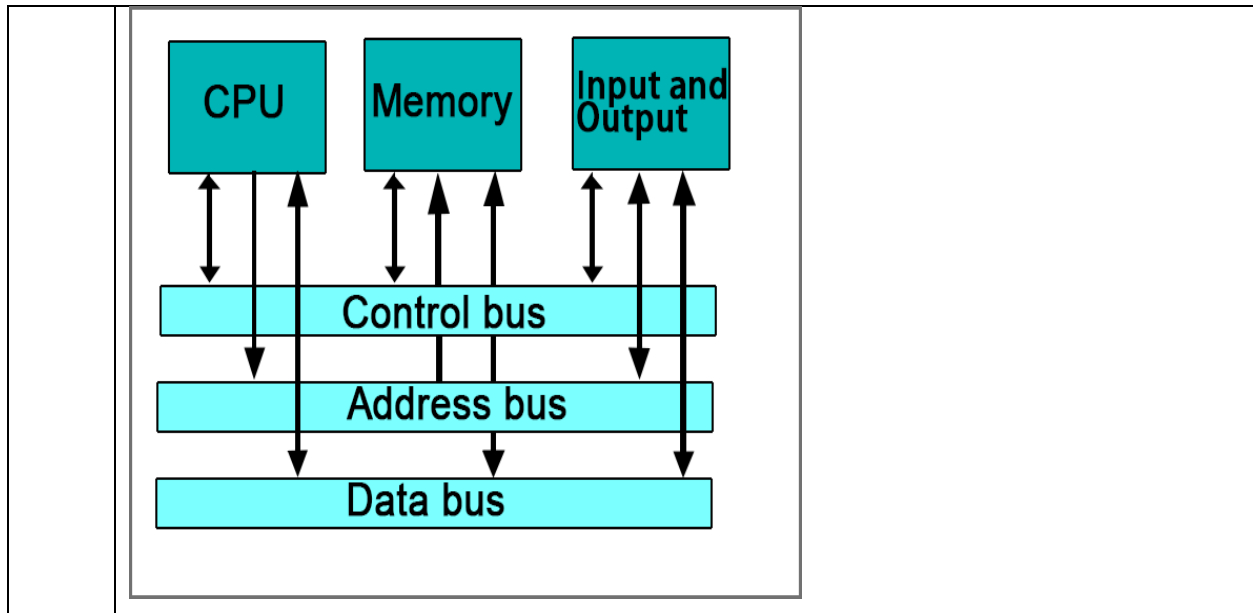 CPU
Memory
Input and
Output
Control bus
Address bus
Data bus